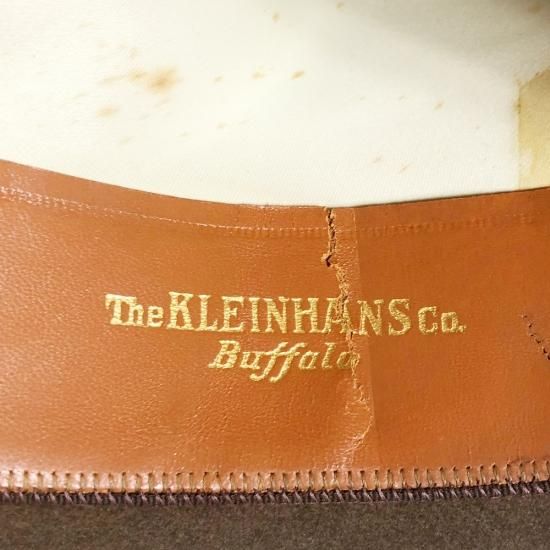 The KLEINHANS Co.
Buffalo